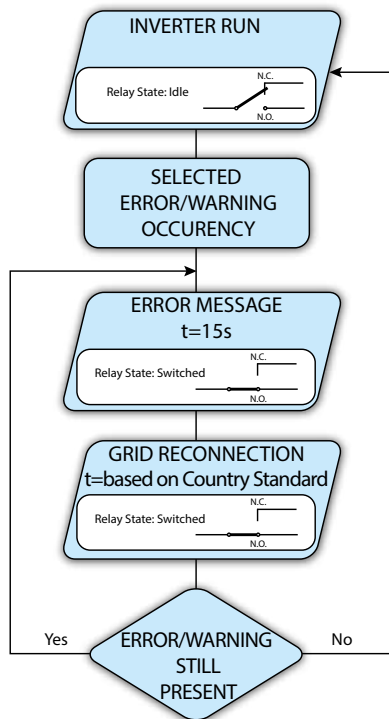 INVERTER RUN
N.C.
Relay State: Idle
N.O.
SELECTED
ERROR/WARNING
OCCURENCY
ERROR MESSAGE
t=15s
N.C.
Relay State: Switched
N.O.
GRID RECONNECTION
t=based on Country Standard
N.C.
Relay State: Switched
N.O.
Yes
ERROR/WARNING
STILL
PRESENT
No